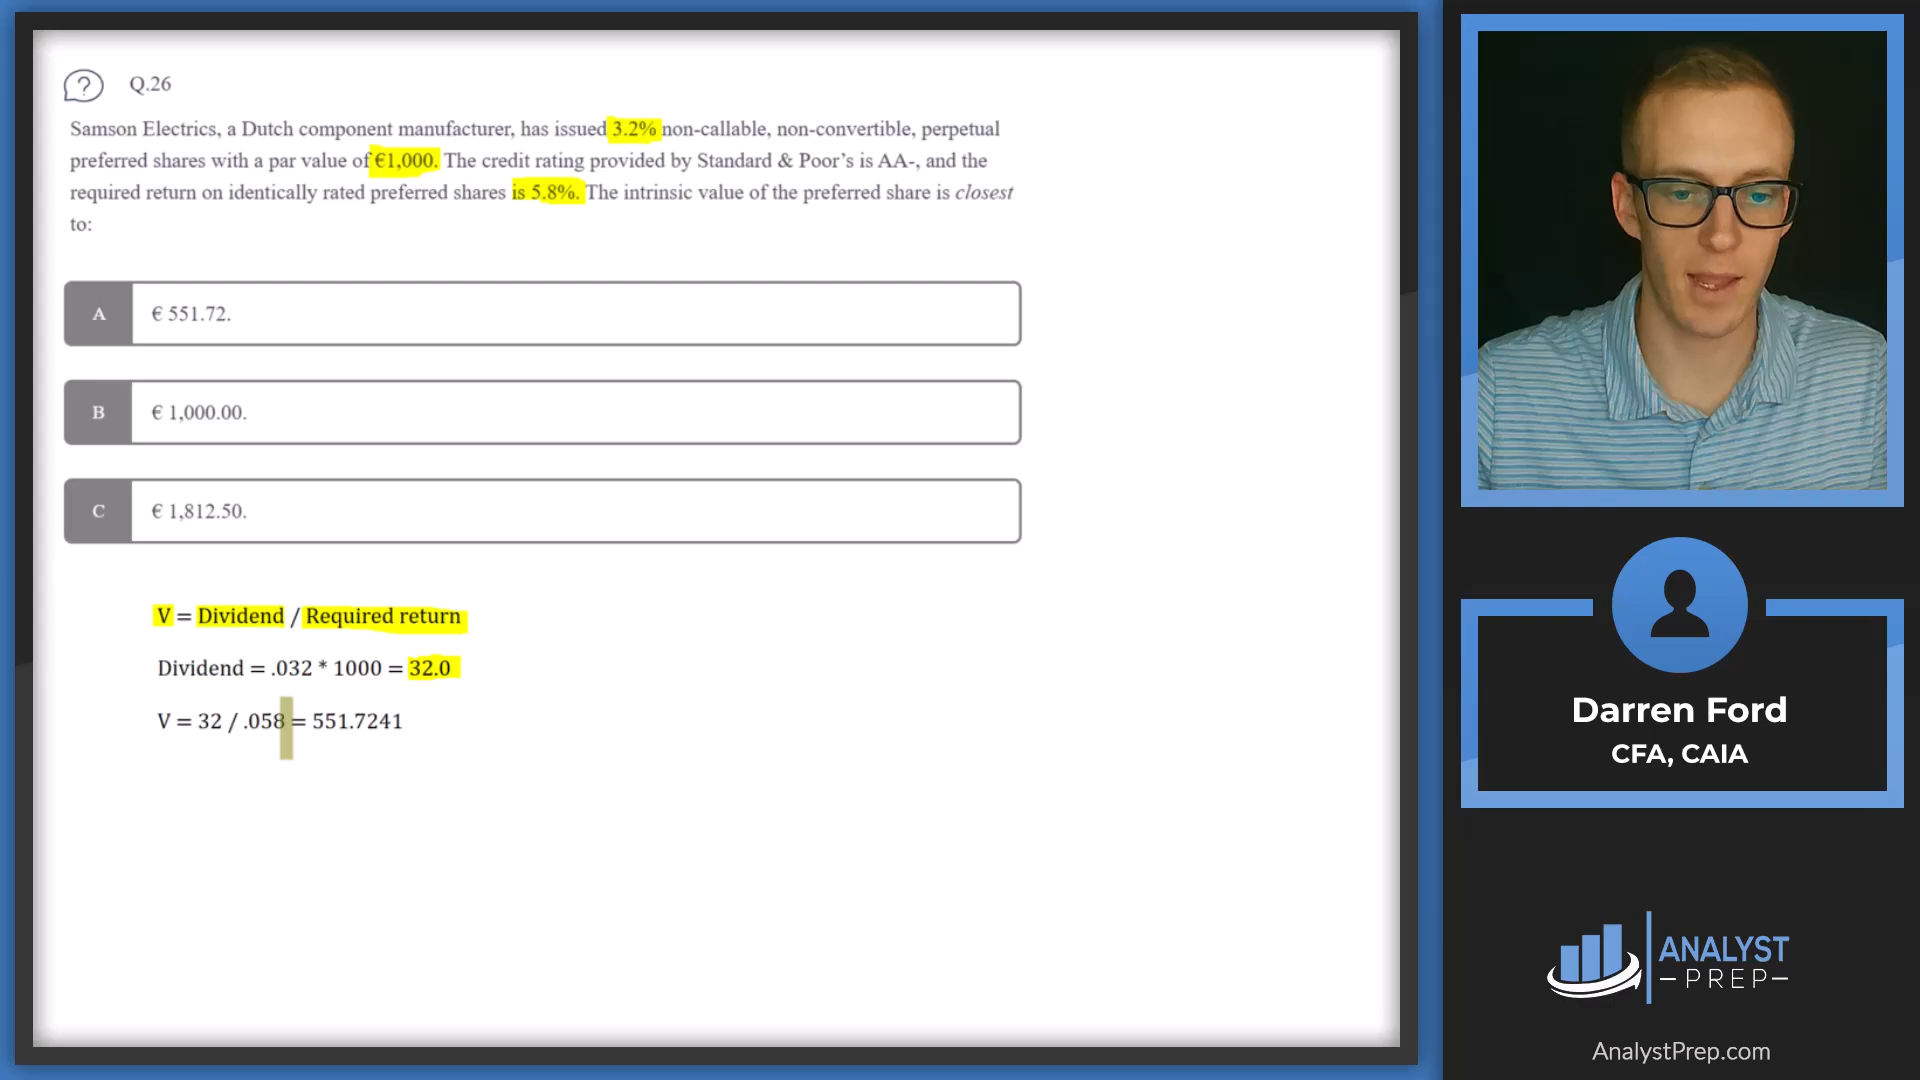 ?
Q.26
Samson Electrics, a Dutch component manufacturer, has issued 3.2% non-callable, non-convertible, perpetual
preferred shares with a par value of €1,000. The credit rating provided by Standard & Poor’s is AA-, and the
required return on identically rated preferred shares is 5.8%. The intrinsic value of the preferred share is closest
to:
A
€ 551.72.
B
€ 1,000.00.
C
€ 1,812.50.
V = Dividend / Required return
Dividend = .032 * 1000 = 32.0
V = 32 / .058 = 551.7241
Darren Ford
CFA, CAIA
ANALYST
PREP
AnalystPrep.com